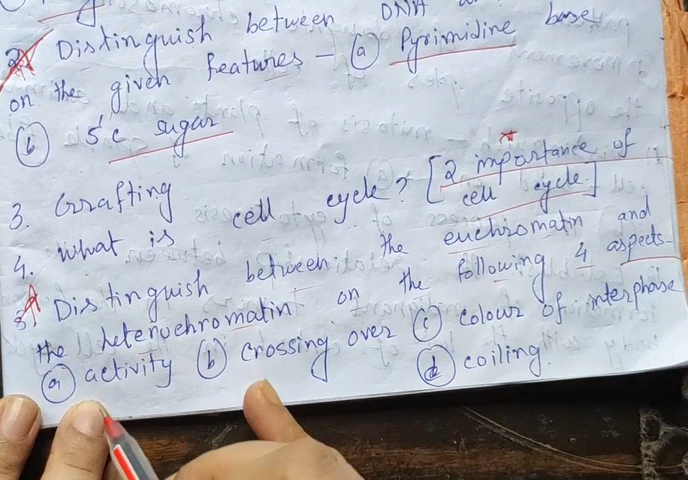 Distinguish between DNA
on the given features - (a) Pyrimidine base
(b) 5'c sugar
3. Grafting
4. What is cell cycle? [2 importance of cell cycle.]
5. Distinguish between the euchromatin and
the heterochromatin on the following 4 aspects-
(a) activity (b) crossing over (c) colour of interphase
(d) coiling.